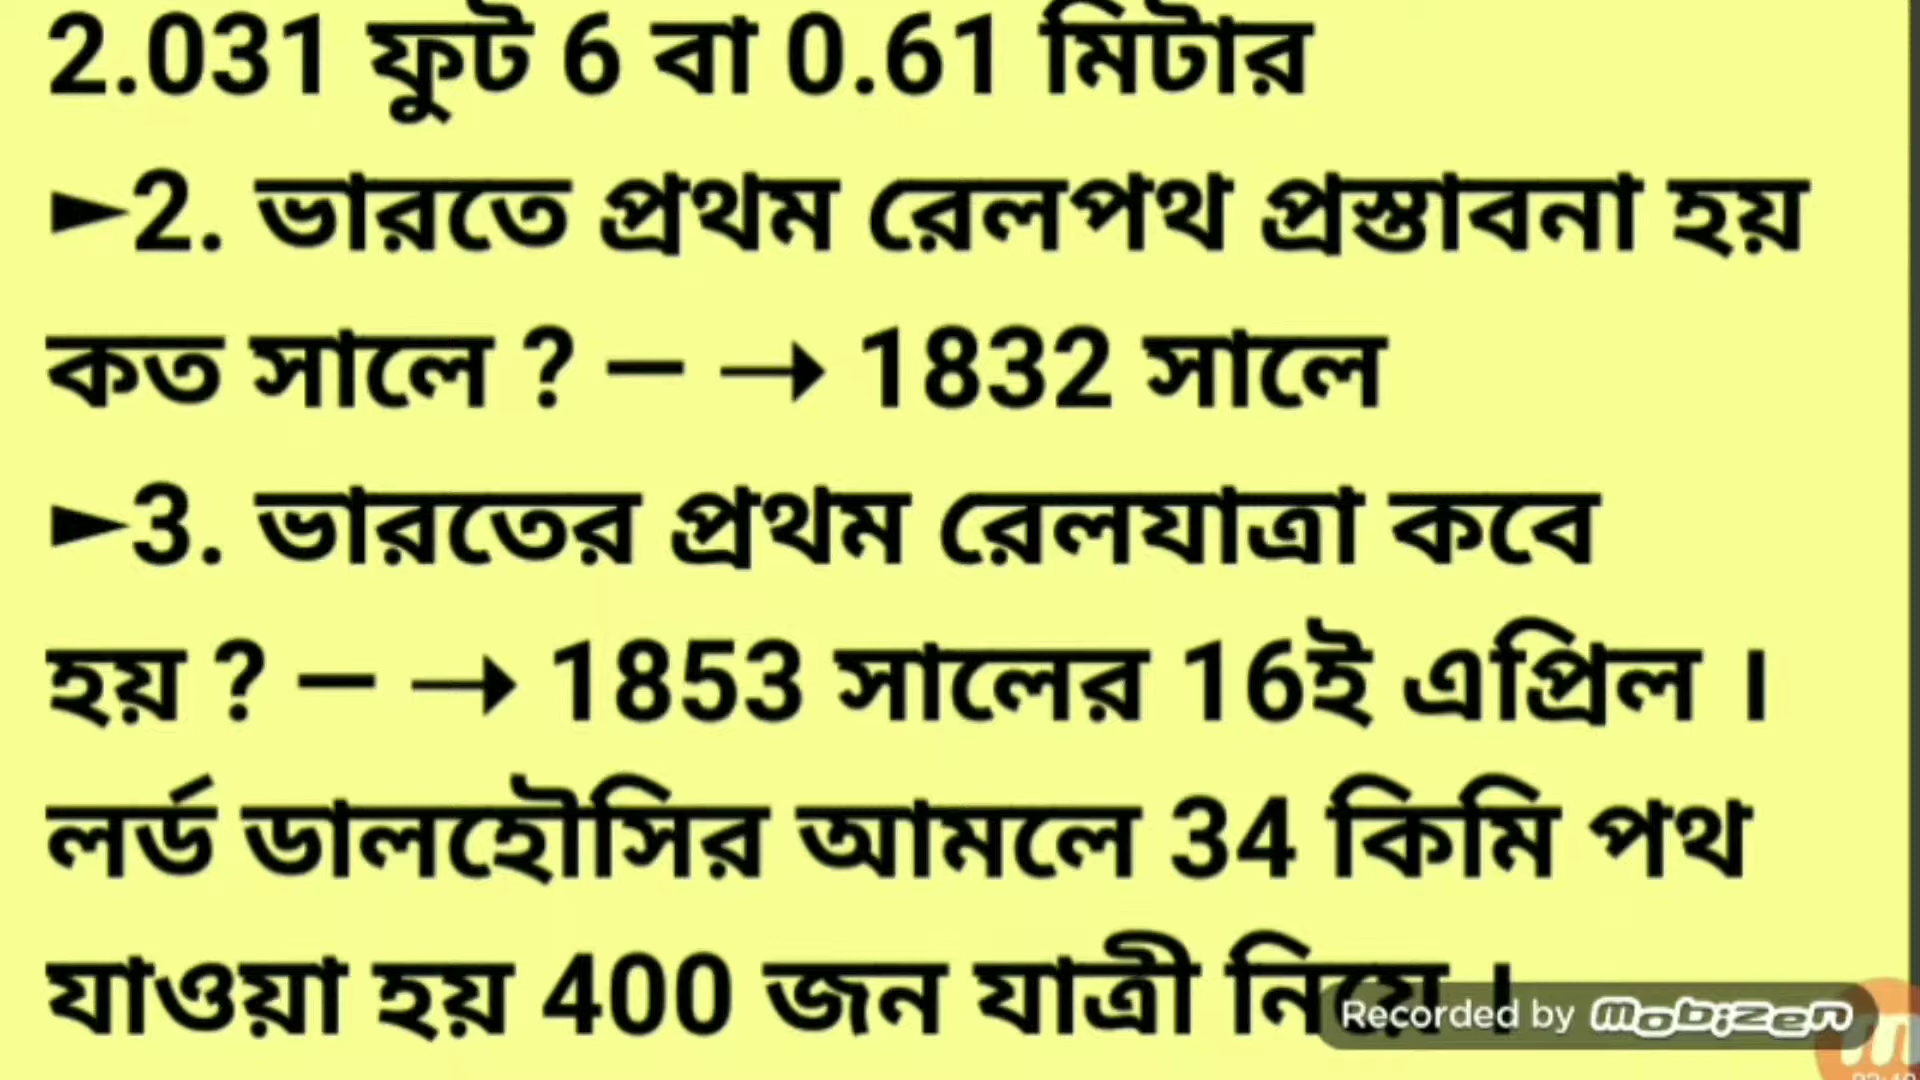 2.031 ফুট 6 বা 0.61 মিটার
►2. ভারতে প্রথম রেলপথ প্রস্তাবনা হয়
কত সালে ? – → 1832 সালে
►3. ভারতের প্রথম রেলযাত্রা কবে
হয় ? – → 1853 সালের 16ই এপ্রিল ।
লর্ড ডালহৌসির আমলে 34 কিমি পথ
যাওয়া হয় 400 জন যাত্রী নিয়ে ।
Recorded by mobizen